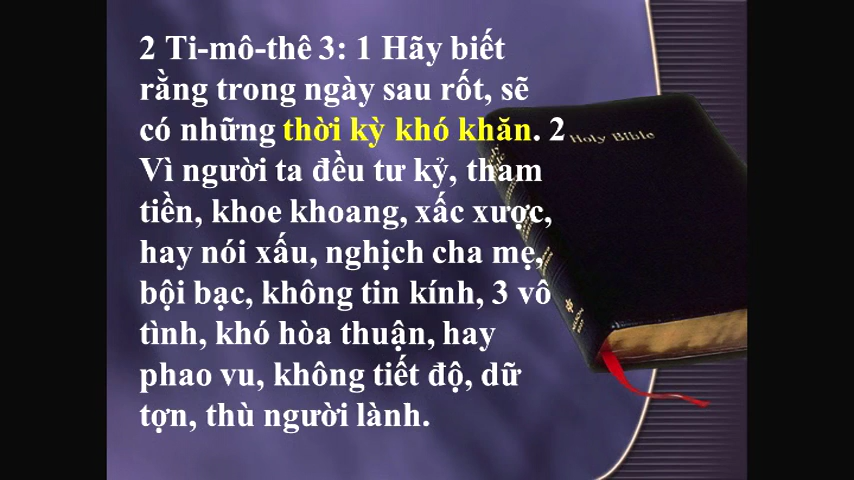 2 Ti-mô-thê 3: 1 Hãy biết
rằng trong ngày sau rốt, sẽ
có những thời kỳ khó khăn. 2
Vì người ta đều tư kỷ, tham
tiền, khoe khoang, xấc xược,
hay nói xấu, nghịch cha mẹ,
bội bạc, không tin kính, 3 vô
tình, khó hòa thuận, hay
phao vu, không tiết độ, dữ
tợn, thù người lành.
Holy Bible